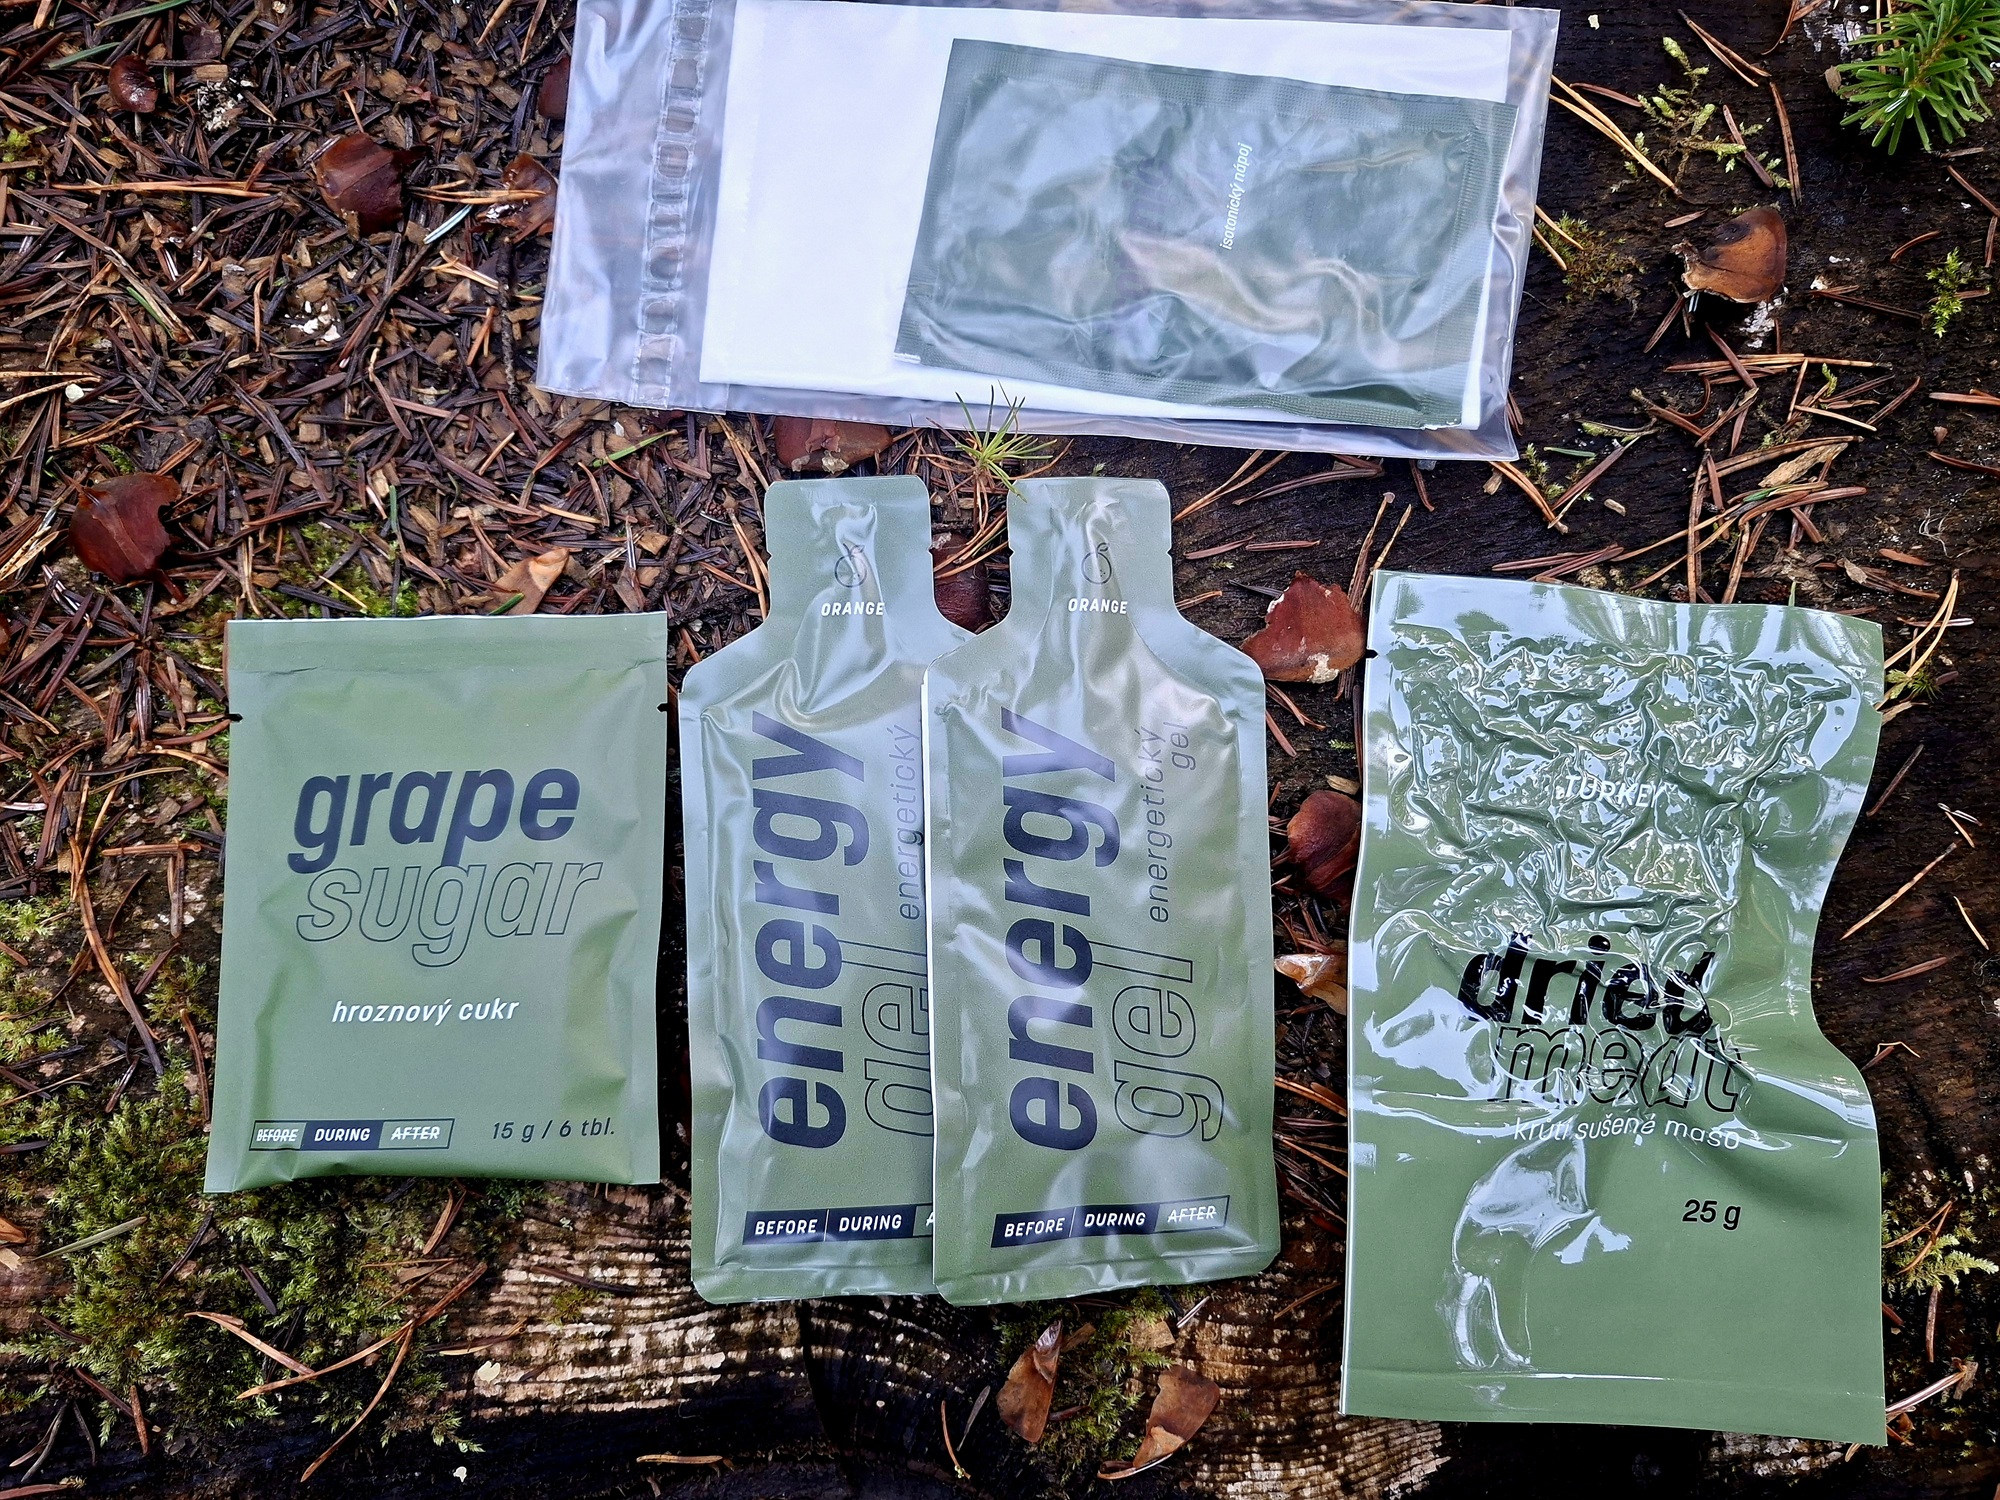 isotonický nápoj
grape
sugar
hroznový cukr
BEFORE DURING AFTER
15 g / 6 tbl.
ORANGE
energy
gel
energetický
BEFORE DURING
ORANGE
energy
gel
energetický
gel
BEFORE DURING AFTER
TURKEY
dried
meat
krůtí sušené maso
25 g